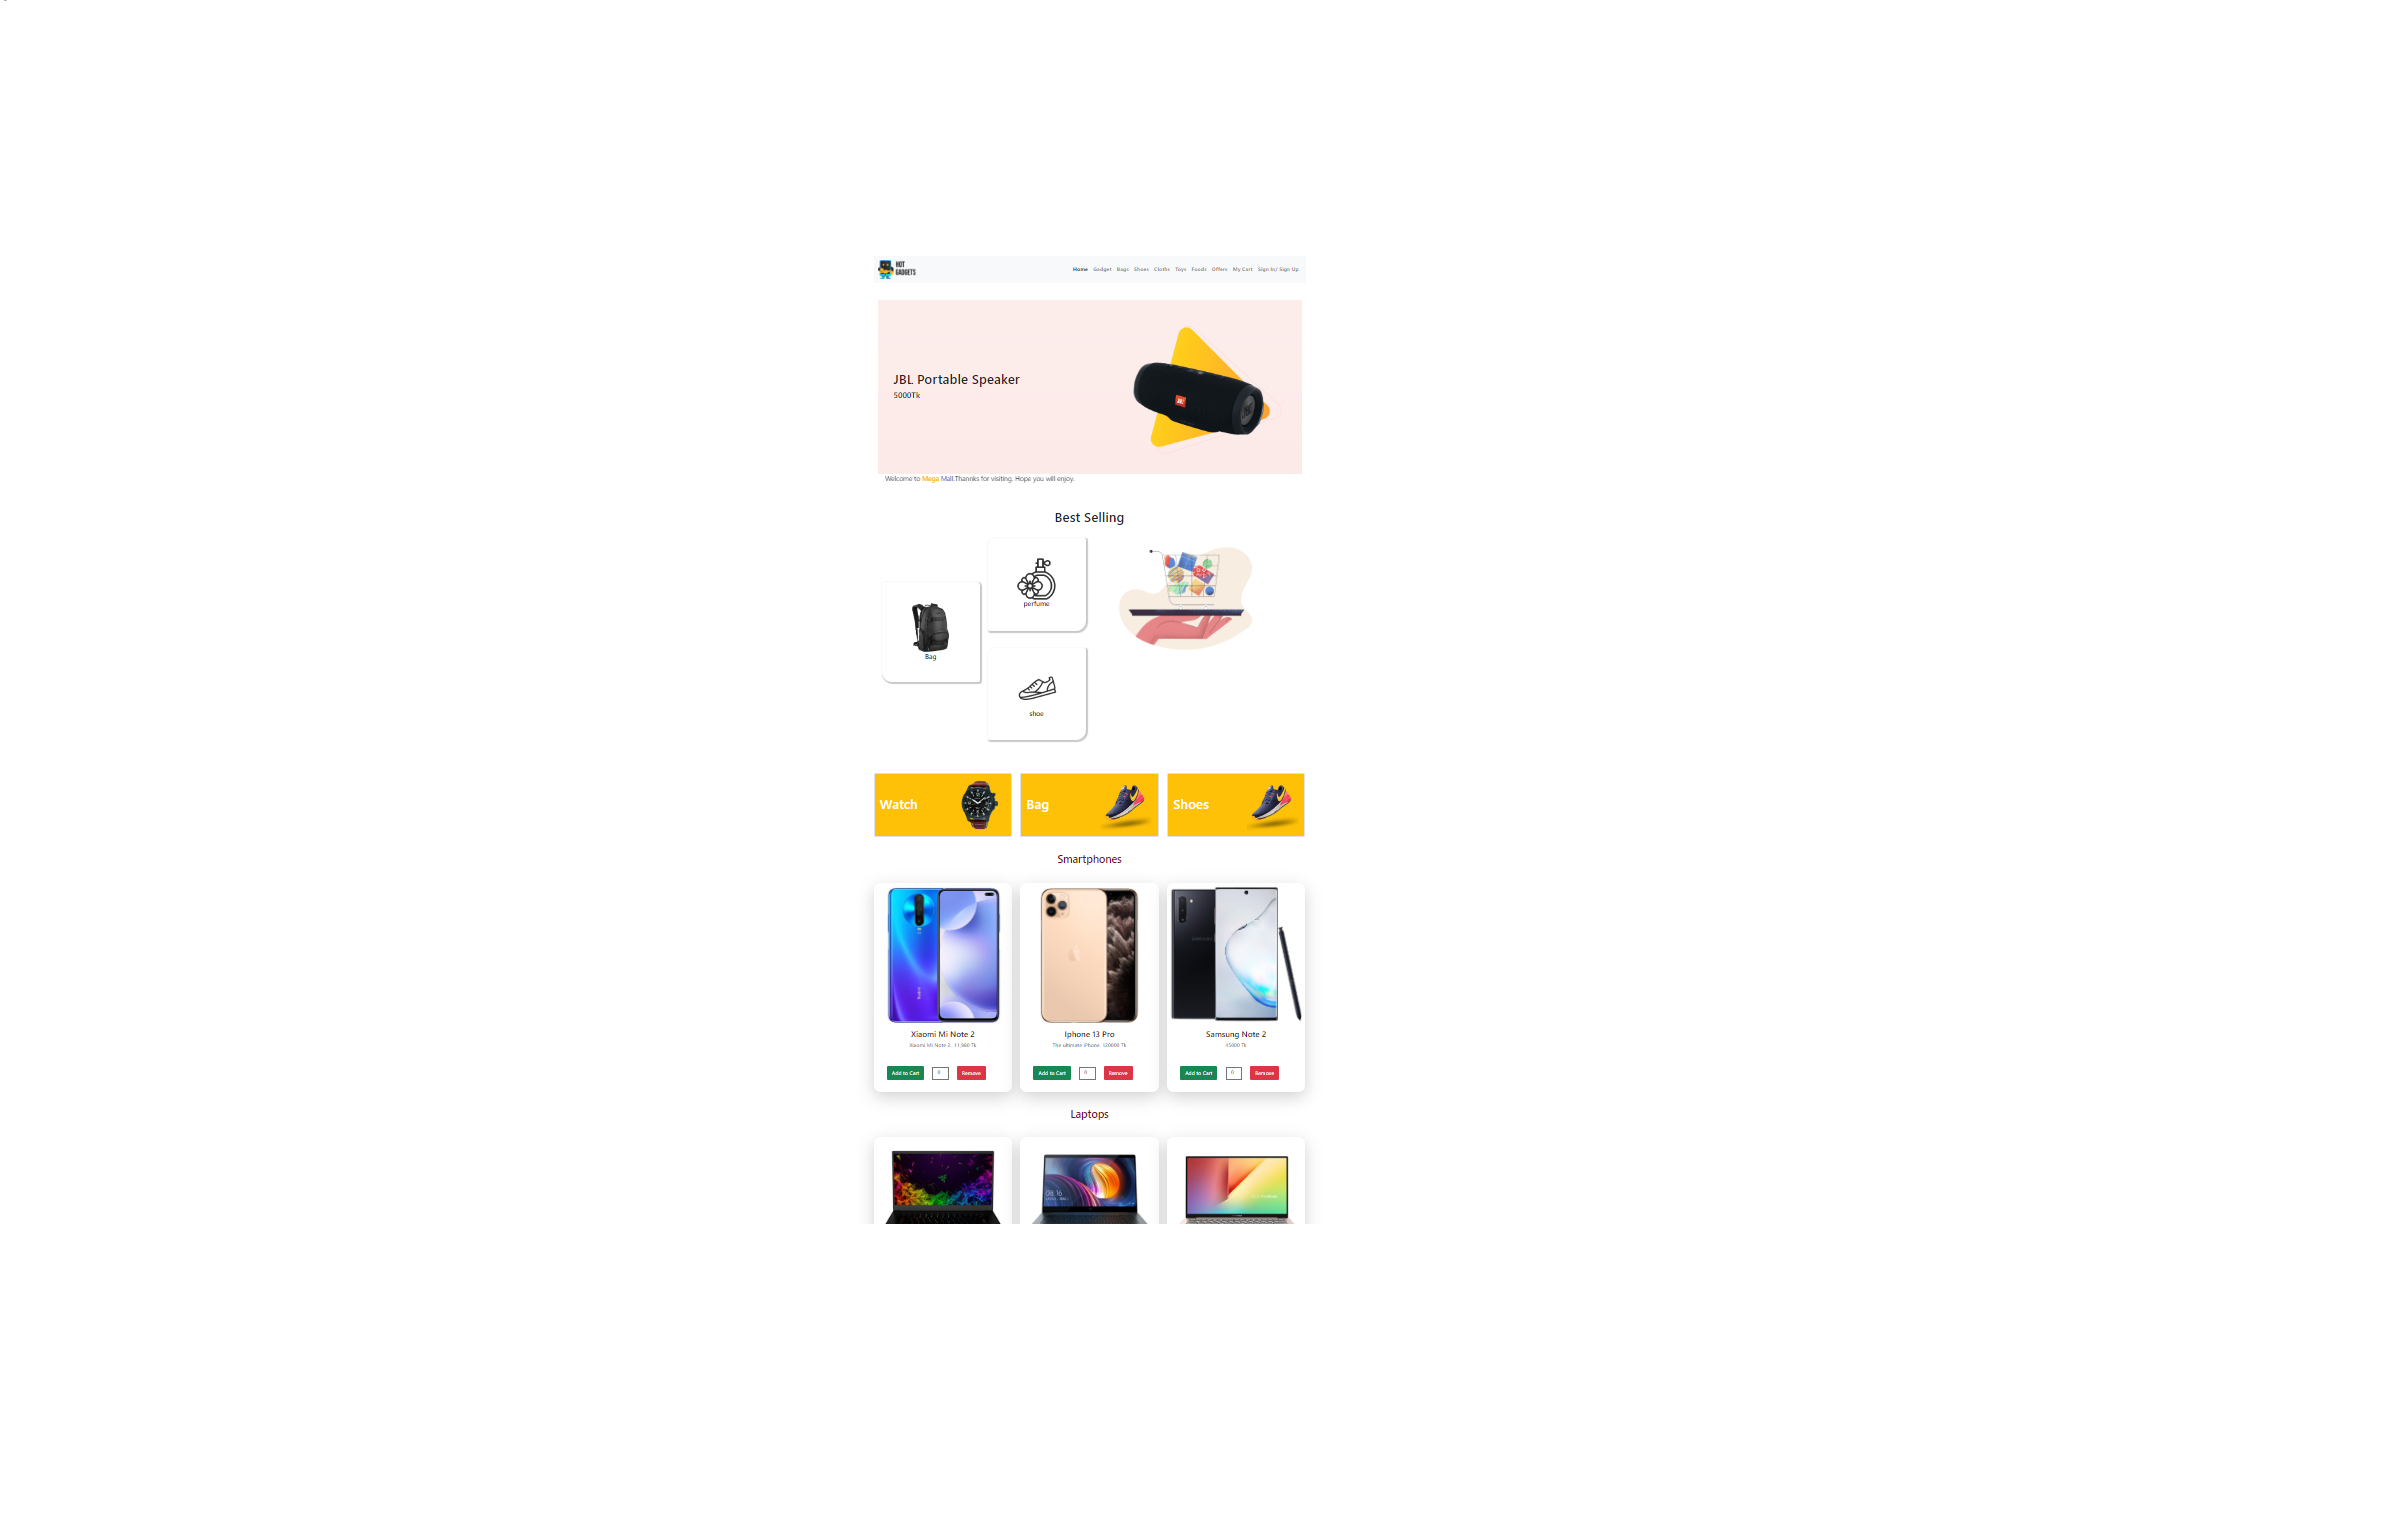 HOT
GADGETS
Home Gadget Bags Shoes Cloths Toys Foods Offers My Cart Sign In/ Sign Up
JBL Portable Speaker
5000Tk
JBL
Welcome to Mega Mall.Thannks for visiting. Hope you will enjoy.
Best Selling
perfume
Bag
shoe
Watch
Bag
Shoes
Smartphones
Xiaomi Mi Note 2
Iphone 13 Pro
Samsung Note 2
Xiaomi Mi Note 2. 11,980 Tk
The ultimate iPhone. 120000 Tk
45000 Tk
Add to Cart 0 Remove
Add to Cart 0 Remove
Add to Cart 0 Remove
Laptops
08:16